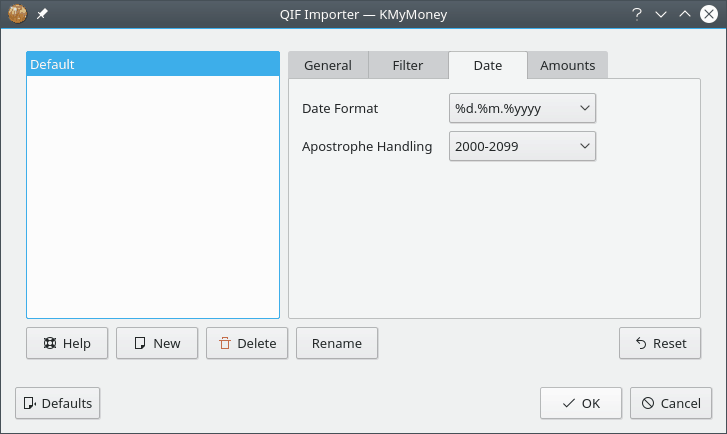 QIF Importer — KMyMoney
Default
General Filter Date Amounts
Date Format %d.%m.%yyyy
Apostrophe Handling 2000-2099
Help New Delete Rename Reset
Defaults OK Cancel